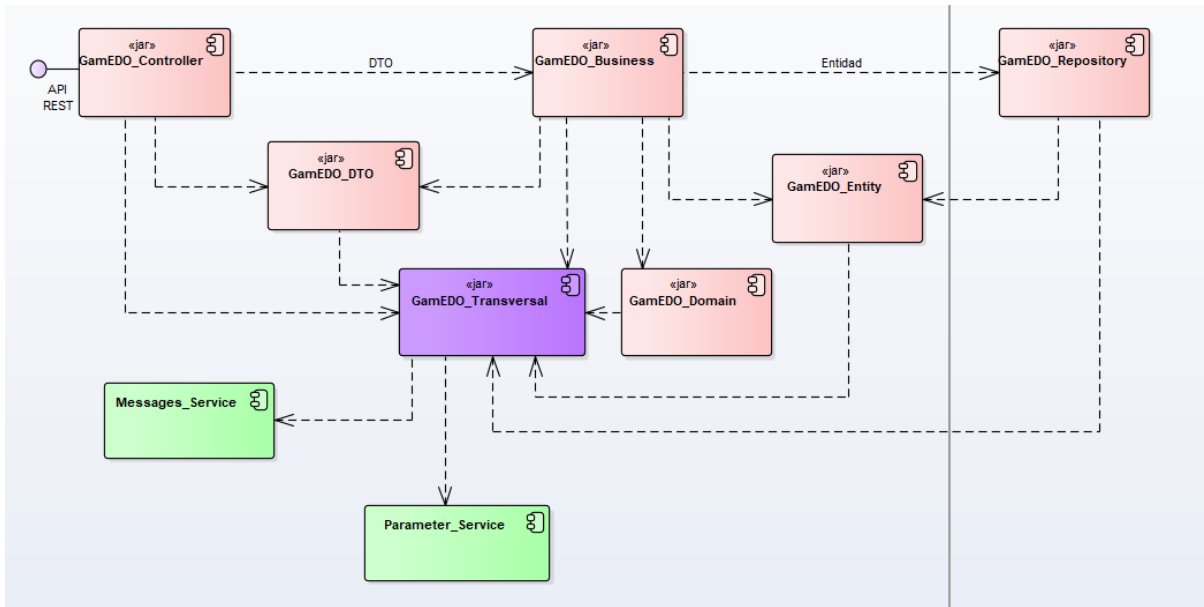 «jar»
GamEDO_Controller
API
REST
DTO
«jar»
GamEDO_Business
Entidad
«jar»
GamEDO_Repository
«jar»
GamEDO_DTO
«jar»
GamEDO_Entity
«jar»
GamEDO_Transversal
«jar»
GamEDO_Domain
Messages_Service
Parameter_Service